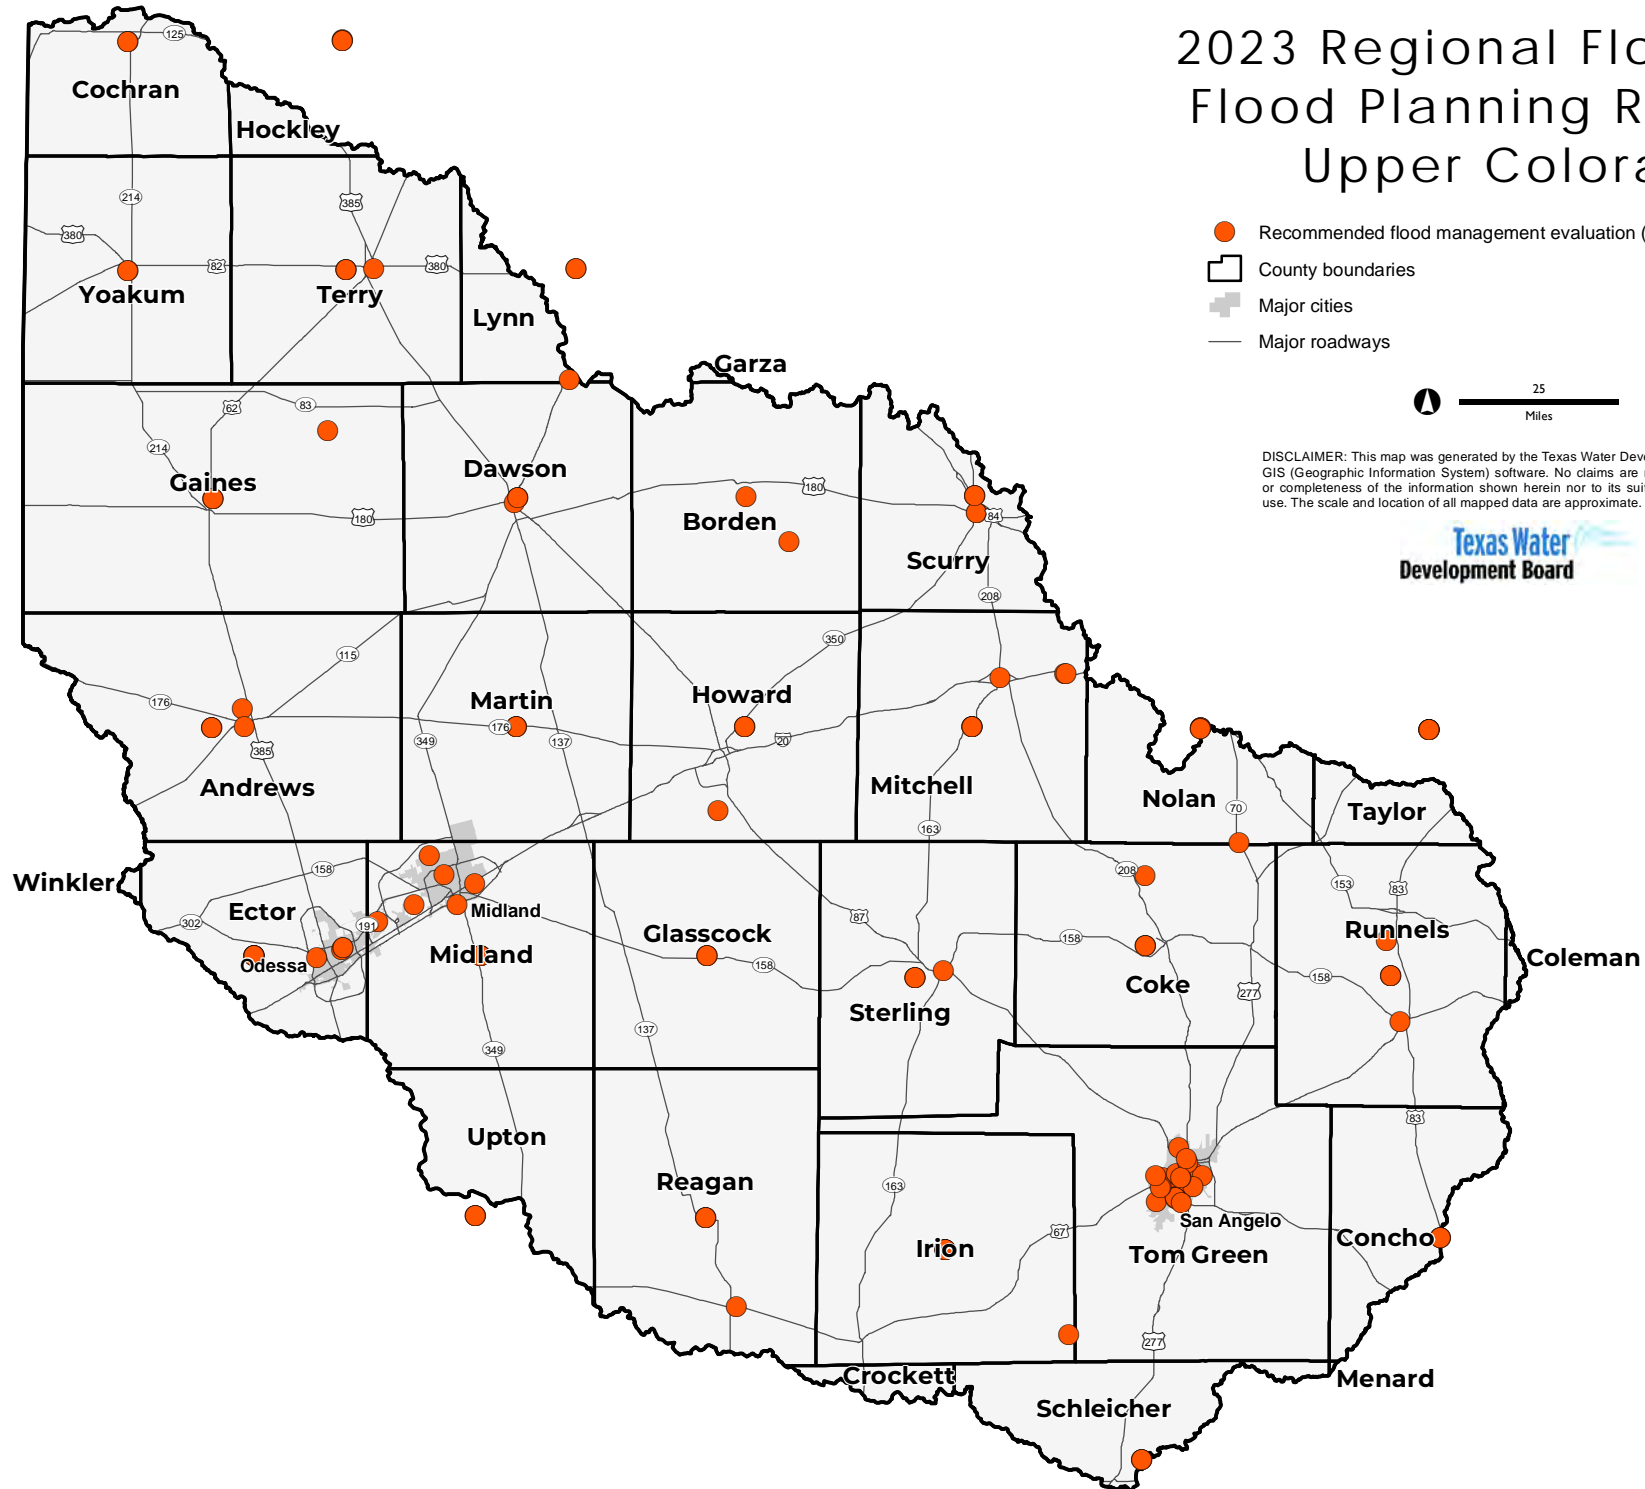 2023 Regional Flo
Flood Planning R
Upper Colora
Recommended flood management evaluation (
County boundaries
Major cities
Major roadways
25
Miles
DISCLAIMER: This map was generated by the Texas Water Deve
GIS (Geographic Information System) software. No claims are
or completeness of the information shown herein nor to its sui
use. The scale and location of all mapped data are approximate.
Texas Water
Development Board
125
Cochran
Hockley
214
385
380
82
380
Yoakum
Terry
Lynn
Garza
62
83
214
Gaines
Dawson
180
180
Borden
84
Scurry
208
115
350
176
Martin
Howard
176
349
137
20
385
Andrews
Mitchell
Nolan
70
Taylor
163
Winkler
158
208
153
83
Ector
302
191
Midland
87
Odessa
Midland
Glasscock
158
158
Runnels
Coleman
158
Coke
277
Sterling
137
349
83
Upton
Reagan
163
San Angelo
67
Irion
Tom Green
Concho
277
Crockett
Menard
Schleicher